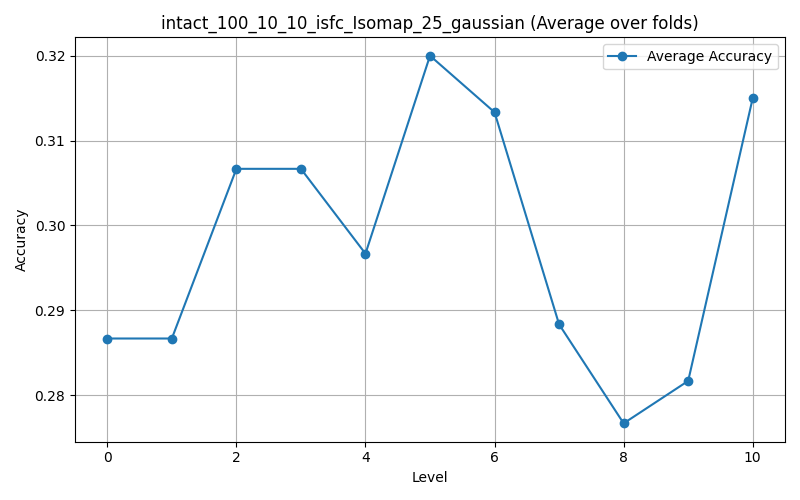 intact_100_10_10_isfc_Isomap_25_gaussian (Average over folds)
Average Accuracy
0.32
0.31
0.30
0.29
0.28
Accuracy
0 2 4 6 8 10
Level